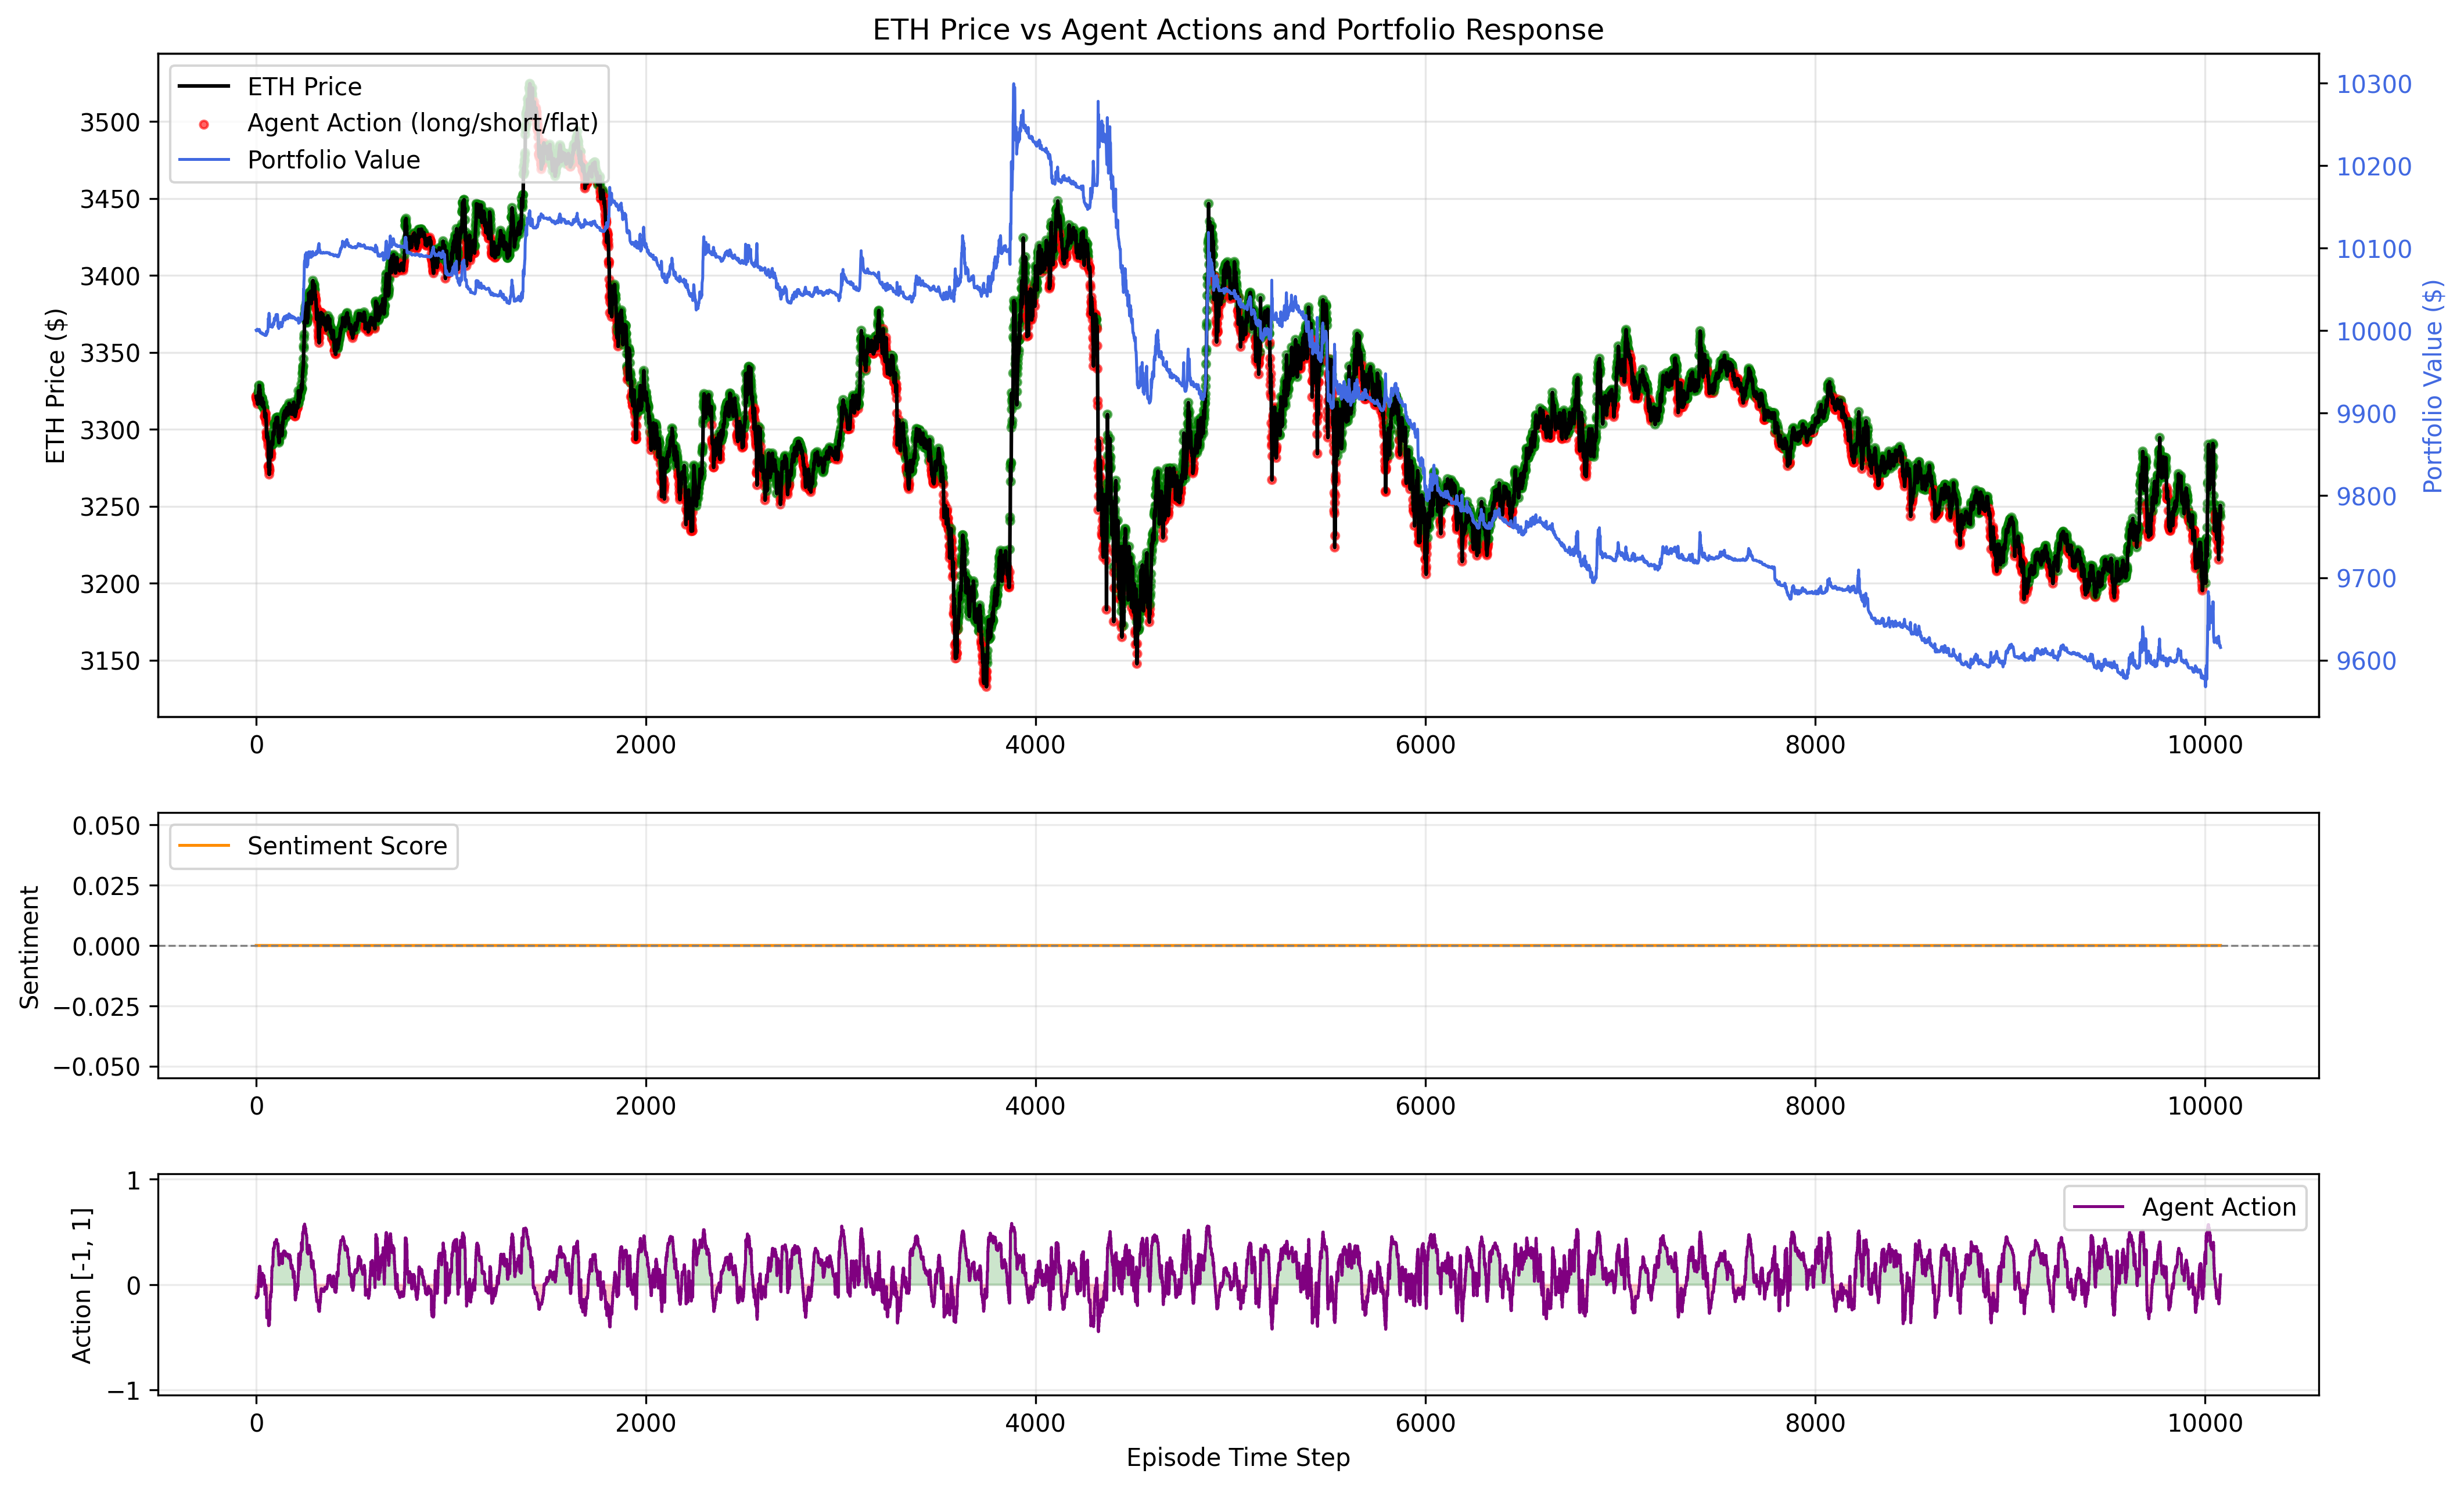 ETH Price vs Agent Actions and Portfolio Response
ETH Price
Agent Action (long/short/flat)
Portfolio Value
ETH Price ($)
3500
3450
3400
3350
3300
3250
3200
3150
10300
10200
10100
10000
9900
9800
9700
9600
Portfolio Value ($)
0 2000 4000 6000 8000 10000
Sentiment Score
Sentiment
0.050
0.025
0.000
−0.025
−0.050
0 2000 4000 6000 8000 10000
Agent Action
Action [-1, 1]
1
0
−1
0 2000 4000 6000 8000 10000
Episode Time Step